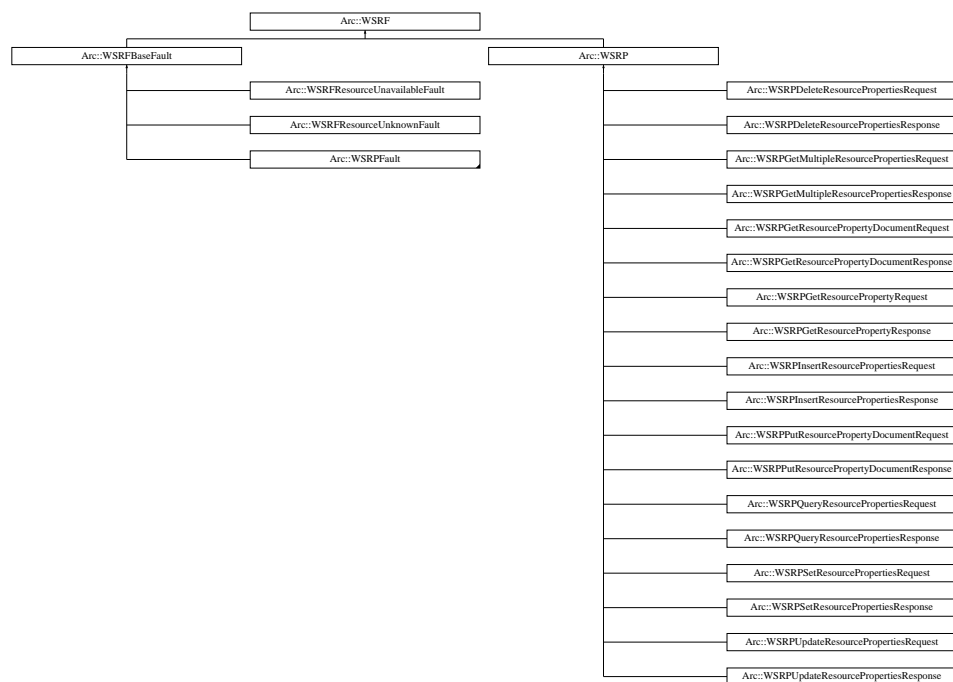 Arc::WSRF
Arc::WSRFBaseFault
Arc::WSRP
Arc::WSRFResourceUnavailableFault
Arc::WSRPDeleteResourcePropertiesRequest
Arc::WSRFResourceUnknownFault
Arc::WSRPDeleteResourcePropertiesResponse
Arc::WSRPFault
Arc::WSRPGetMultipleResourcePropertiesRequest
Arc::WSRPGetMultipleResourcePropertiesResponse
Arc::WSRPGetResourcePropertyDocumentRequest
Arc::WSRPGetResourcePropertyDocumentResponse
Arc::WSRPGetResourcePropertyRequest
Arc::WSRPGetResourcePropertyResponse
Arc::WSRPInsertResourcePropertiesRequest
Arc::WSRPInsertResourcePropertiesResponse
Arc::WSRPPutResourcePropertyDocumentRequest
Arc::WSRPPutResourcePropertyDocumentResponse
Arc::WSRPQueryResourcePropertiesRequest
Arc::WSRPQueryResourcePropertiesResponse
Arc::WSRPSetResourcePropertiesRequest
Arc::WSRPSetResourcePropertiesResponse
Arc::WSRPUpdateResourcePropertiesRequest
Arc::WSRPUpdateResourcePropertiesResponse